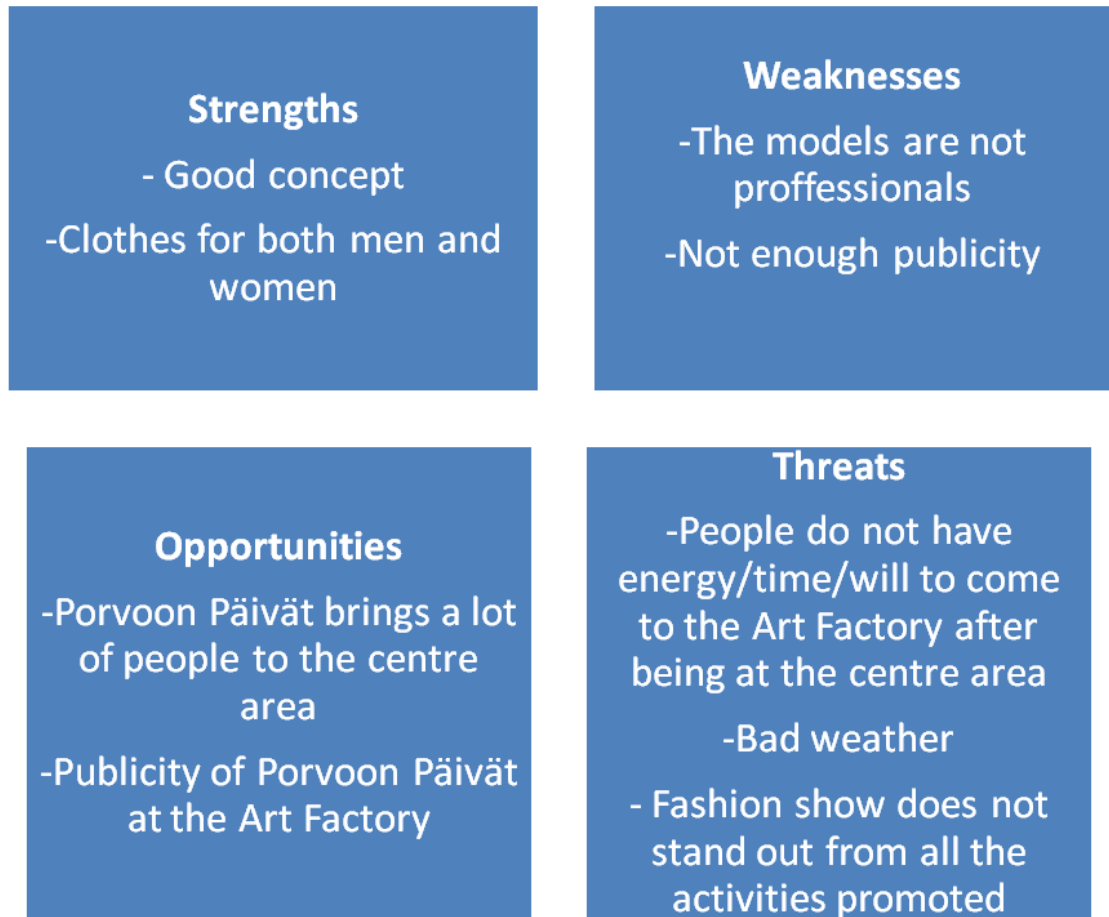 Strengths
- Good concept
-Clothes for both men and
women
Weaknesses
-The models are not
proffessionals
-Not enough publicity
Opportunities
-Porvoon Päivät brings a lot
of people to the centre
area
-Publicity of Porvoon Päivät
at the Art Factory
Threats
-People do not have
energy/time/will to come
to the Art Factory after
being at the centre area
-Bad weather
- Fashion show does not
stand out from all the
activities promoted